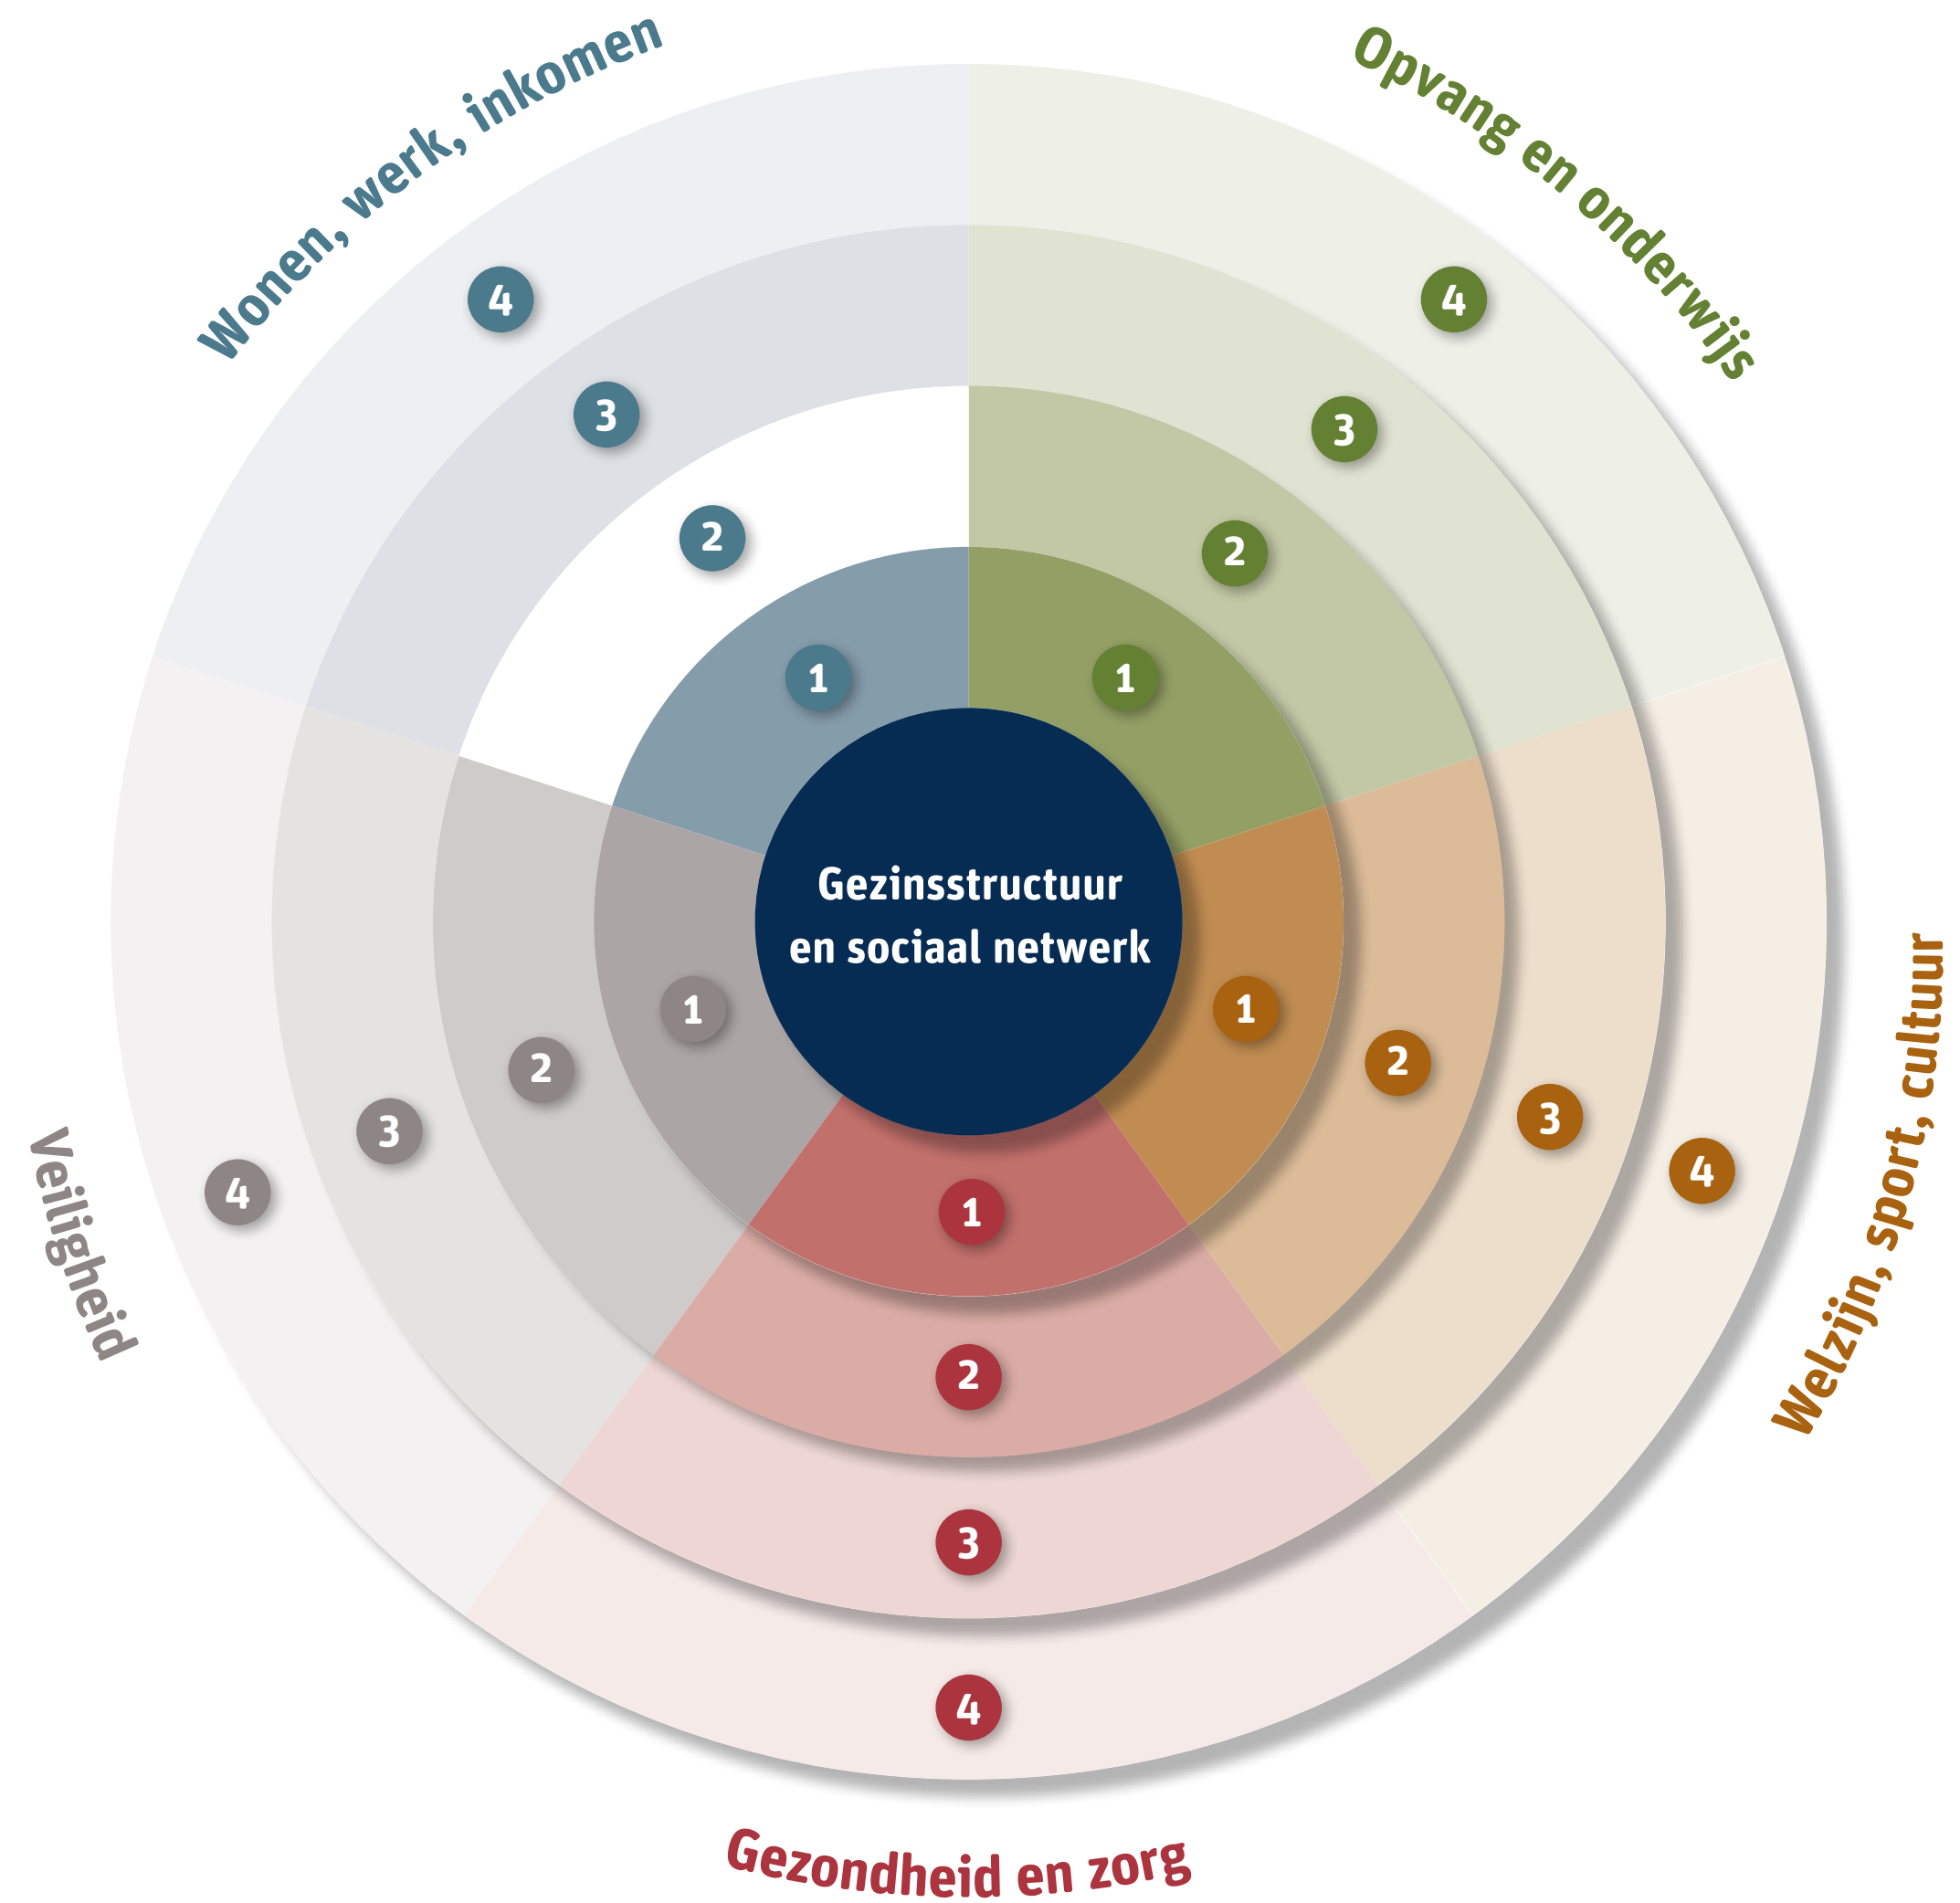 Wonen, werk, inkomen
4
3
2
1
Opvang en onderwijs
4
3
2
1
Gezinsstructuur
en sociaal netwerk
Welzijn, sport, cultuur
1
2
3
4
Gezondheid en zorg
1
2
3
4
Veiligheid
1
2
3
4